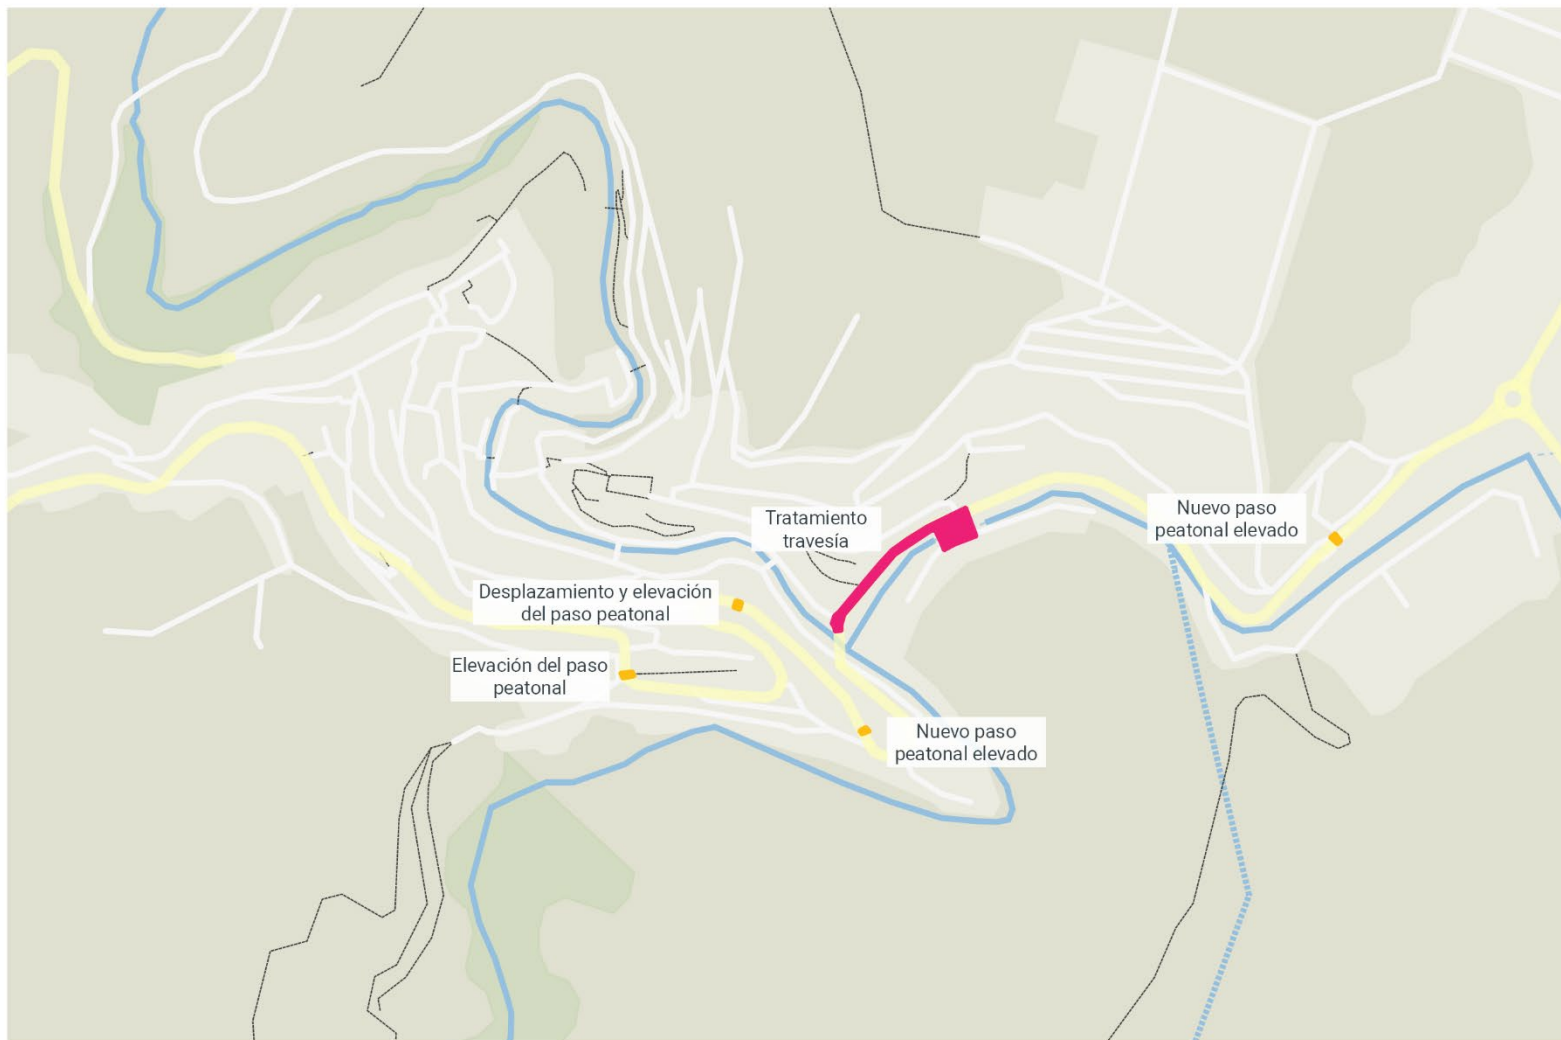 Nuevo paso
peatonal elevado
Tratamiento
travesía
Desplazamiento y elevación
del paso peatonal
Elevación del paso
peatonal
Nuevo paso
peatonal elevado